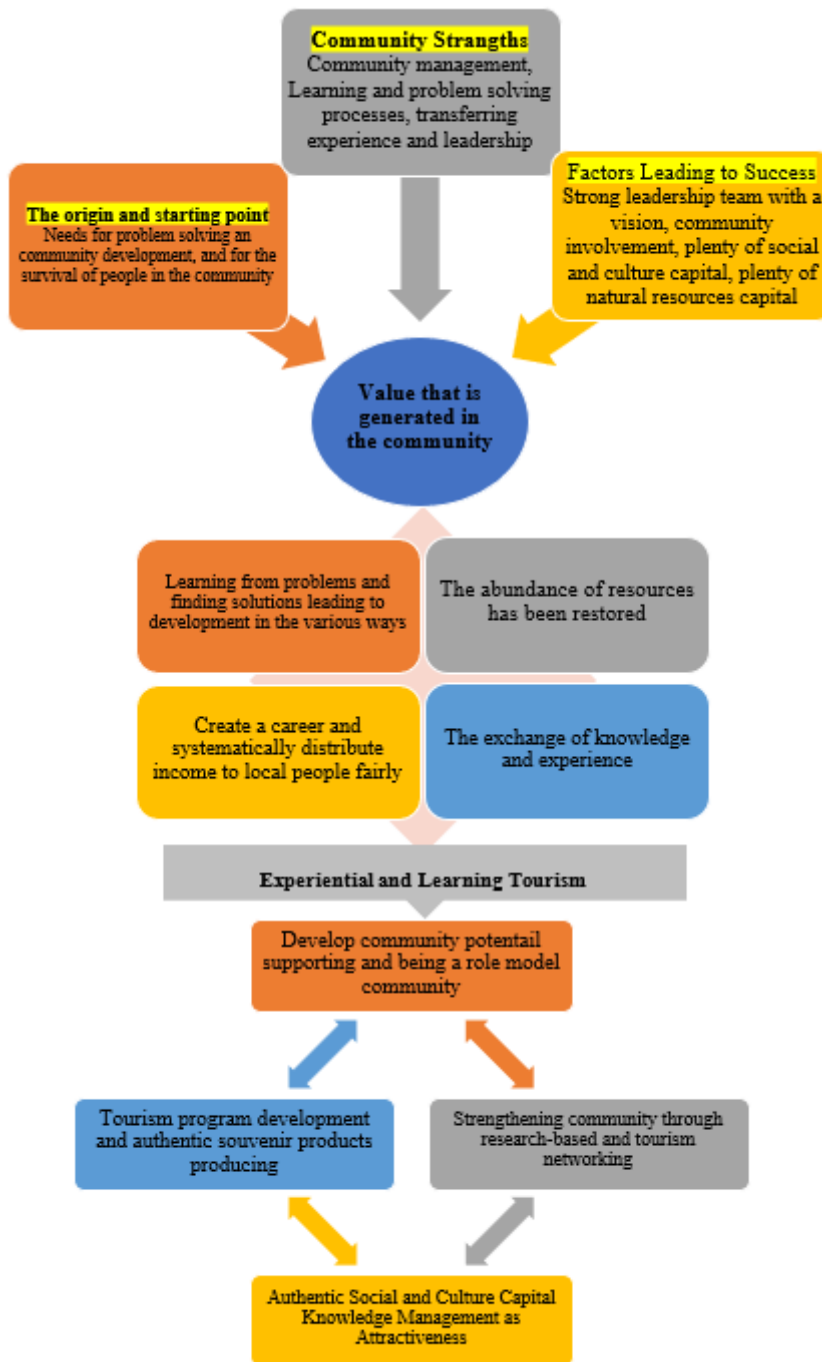 Community Strangths
Community management,
Learning and problem solving
processes, transferring
experience and leadership
The origin and starting point
Needs for problem solving an
community development, and for the
survival of people in the community
Factors Leading to Success
Strong leadership team with a
vision, community
involvement, plenty of social
and culture capital, plenty of
natural resources capital
Value that is
generated in
the community
Learning from problems and
finding solutions leading to
development in the various ways
The abundance of resources
has been restored
Create a career and
systematically distribute
income to local people fairly
The exchange of knowledge
and experience
Experiential and Learning Tourism
Develop community potentail
supporting and being a role model
community
Tourism program development
and authentic souvenir products
producing
Strengthening community through
research-based and tourism
networking
Authentic Social and Culture Capital
Knowledge Management as
Attractiveness